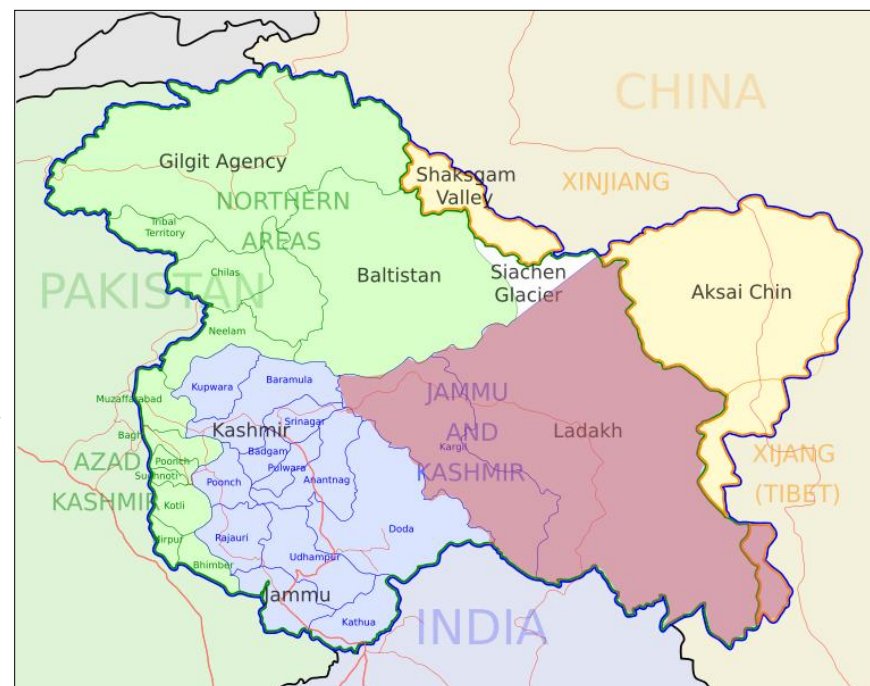 CHINA
Gilgit Agency
Shaksgam
Valley
XINJIANG
NORTHERN
AREAS
Tribal
Territory
Chilas
Baltistan
Siachen
Glacier
Aksai Chin
PAKISTAN
Neelam
Kupwara
Baramula
JAMMU
AND
KASHMIR
Muzaffarabad
Kashmir
Srinagar
Ladakh
Bagh
Badgam
Kargil
Pulwara
AZAD
KASHMIR
Poonch
Sudhnoti
Poonch
Anantnag
XIJANG
(TIBET)
Kotli
Doda
Mirpur
Rajauri
Udhampur
Bhimber
Jammu
Kathua
INDIA